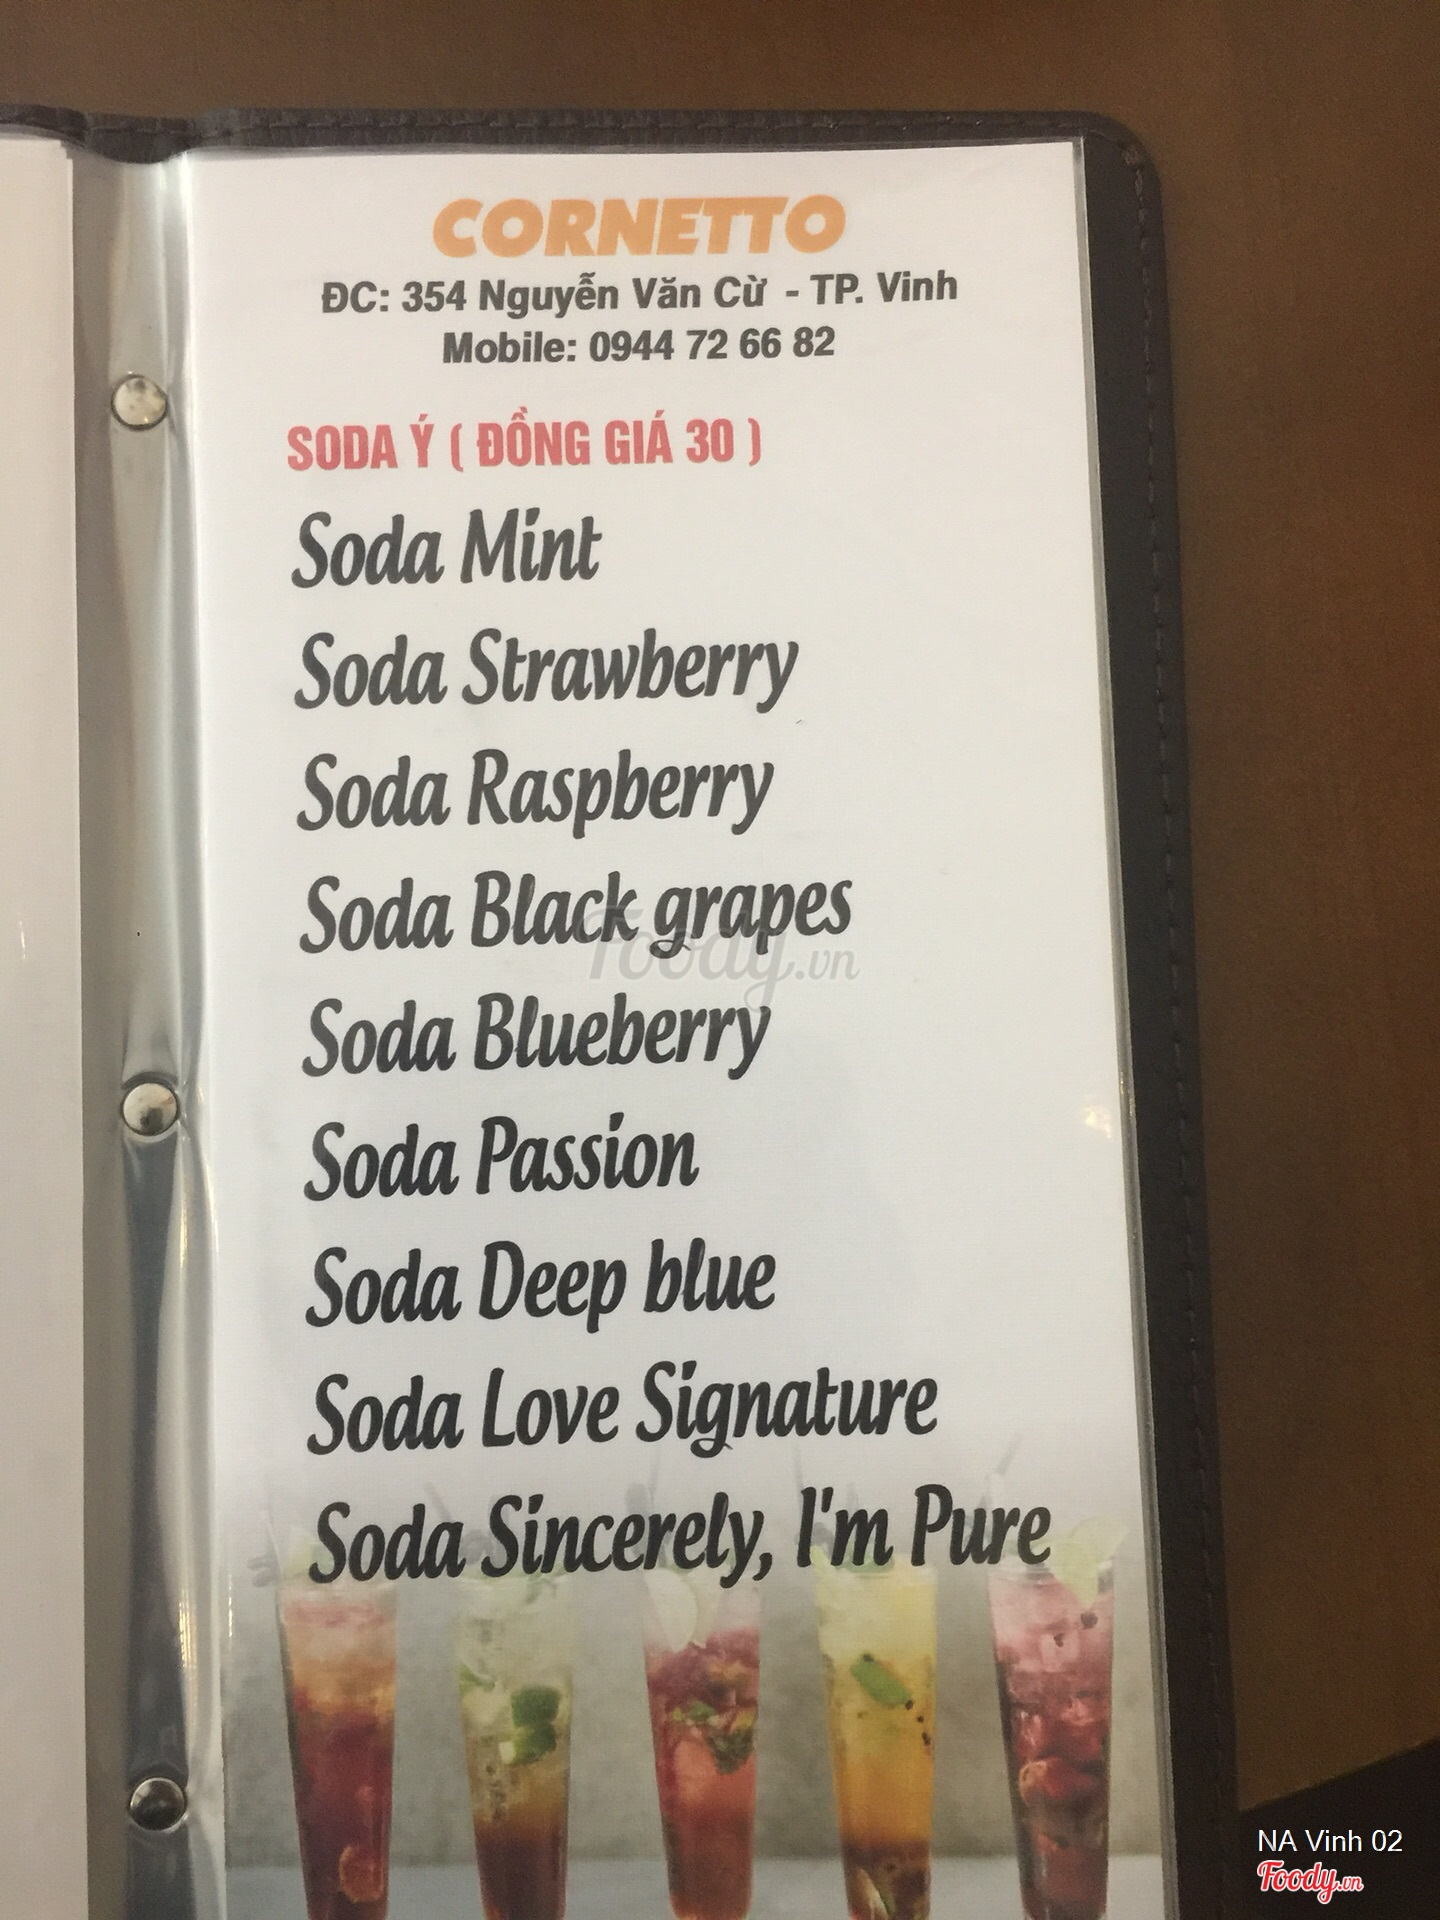 CORNETTO
ĐC: 354 Nguyễn Văn Cừ - TP. Vinh
Mobile: 0944 72 66 82
SODA Ý ( ĐỒNG GIÁ 30 )
Soda Mint
Soda Strawberry
Soda Raspberry
Soda Black grapes
Foody.vn
Soda Blueberry
Soda Passion
Soda Deep blue
Soda Love Signature
Soda Sincerely, I'm Pure
NA Vinh 02
Foody.vn